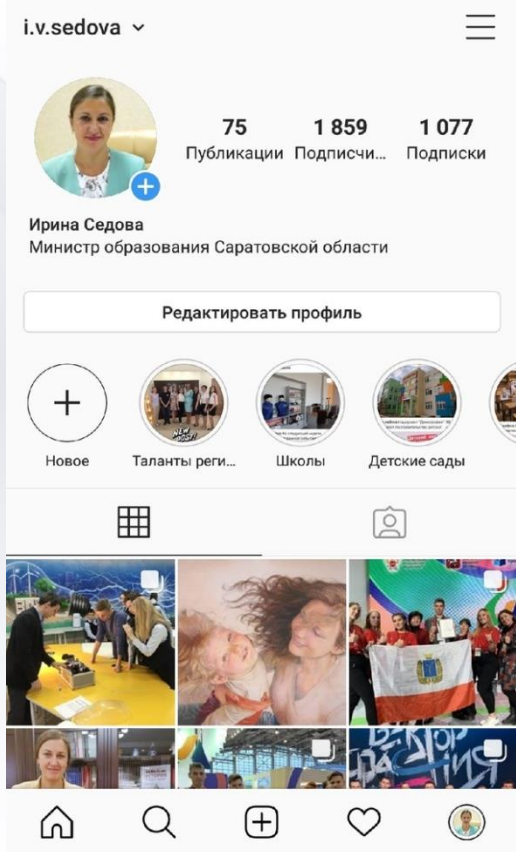 i.v.sedova
75
1 859
1 077
Публикации
Подписчи...
Подписки
Ирина Седова
Министр образования Саратовской области
Редактировать профиль
Новое
Таланты реги...
Школы
Детские сады
ВЕКТОР